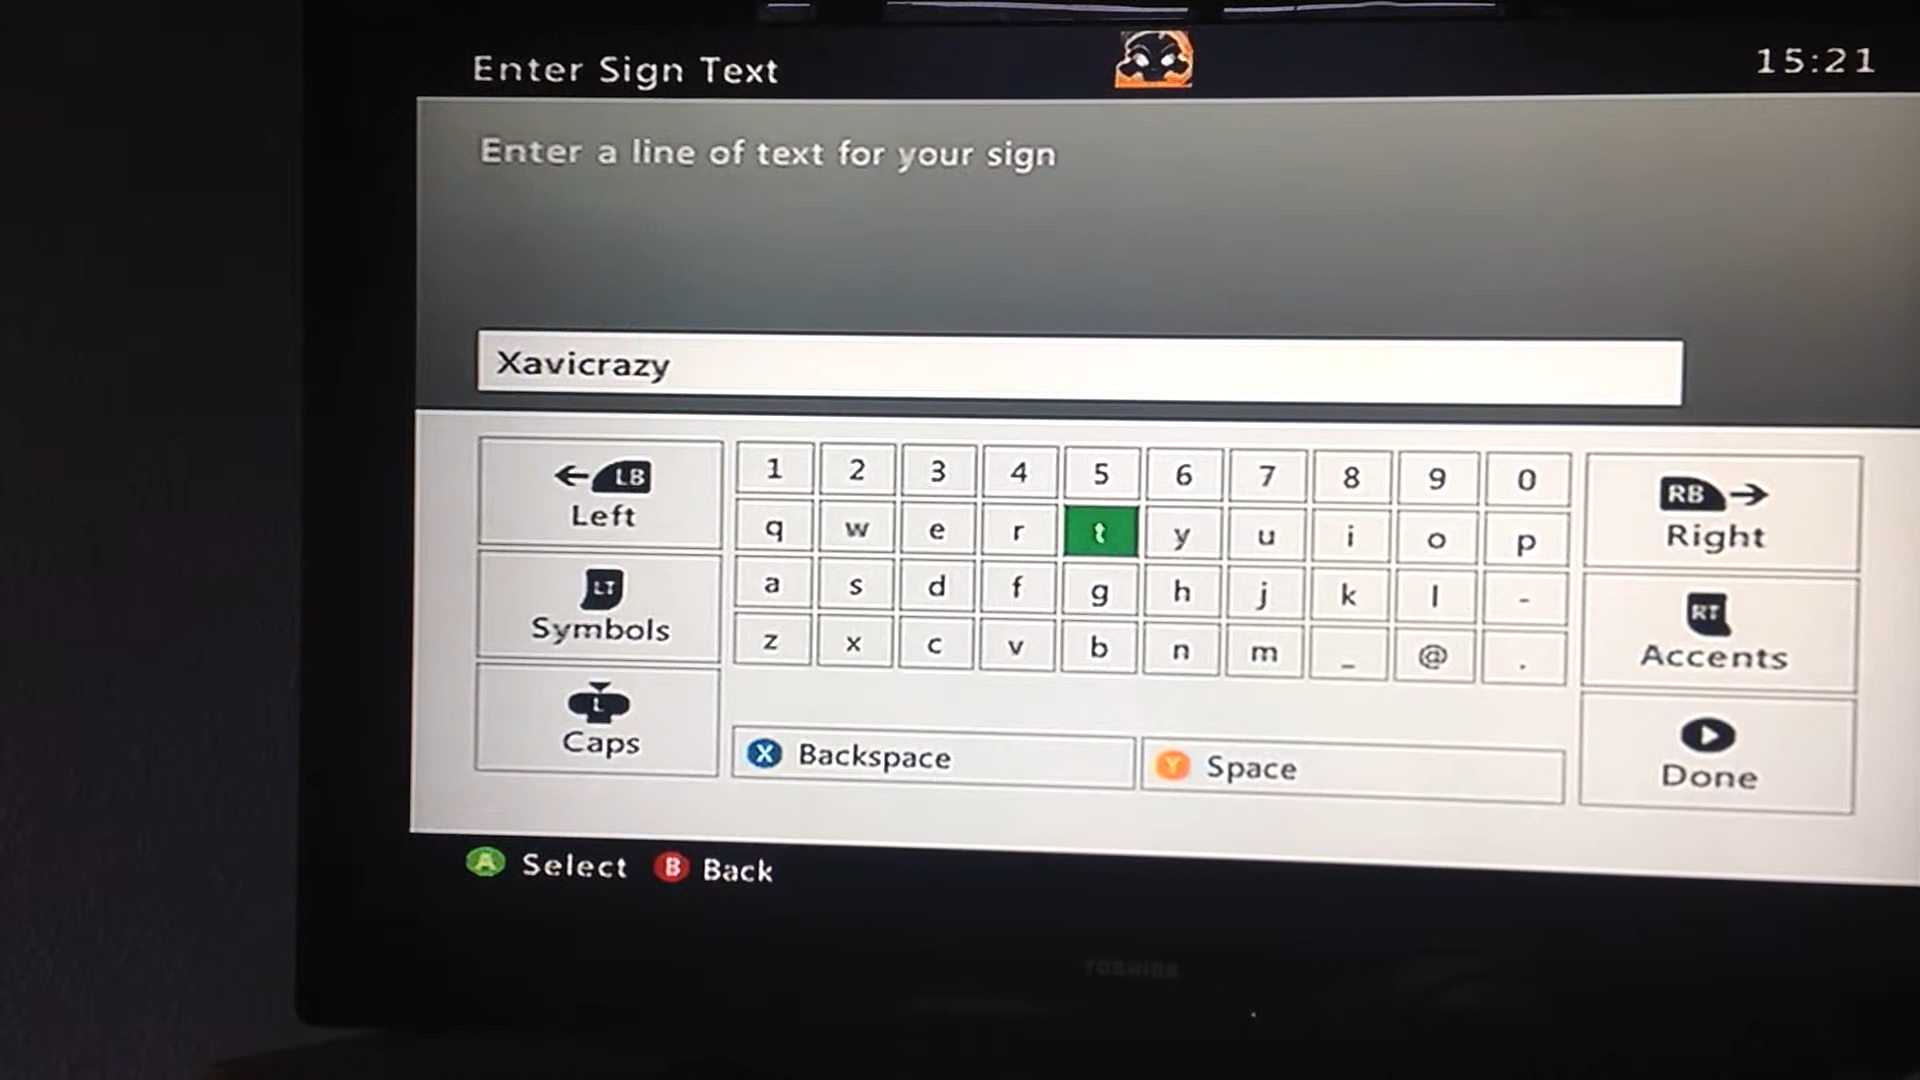 Enter Sign Text
15:21
Enter a line of text for your sign
Xavicrazy
LB
Left
1 2 3 4 5 6 7 8 9 0
RB
Right
q w e r t y u i o p
LT
Symbols
a s d f g h j k l -
RT
Accents
z x c v b n m _ @ .
L
Caps
X Backspace
Y Space
Done
A Select B Back
TOSHIBA